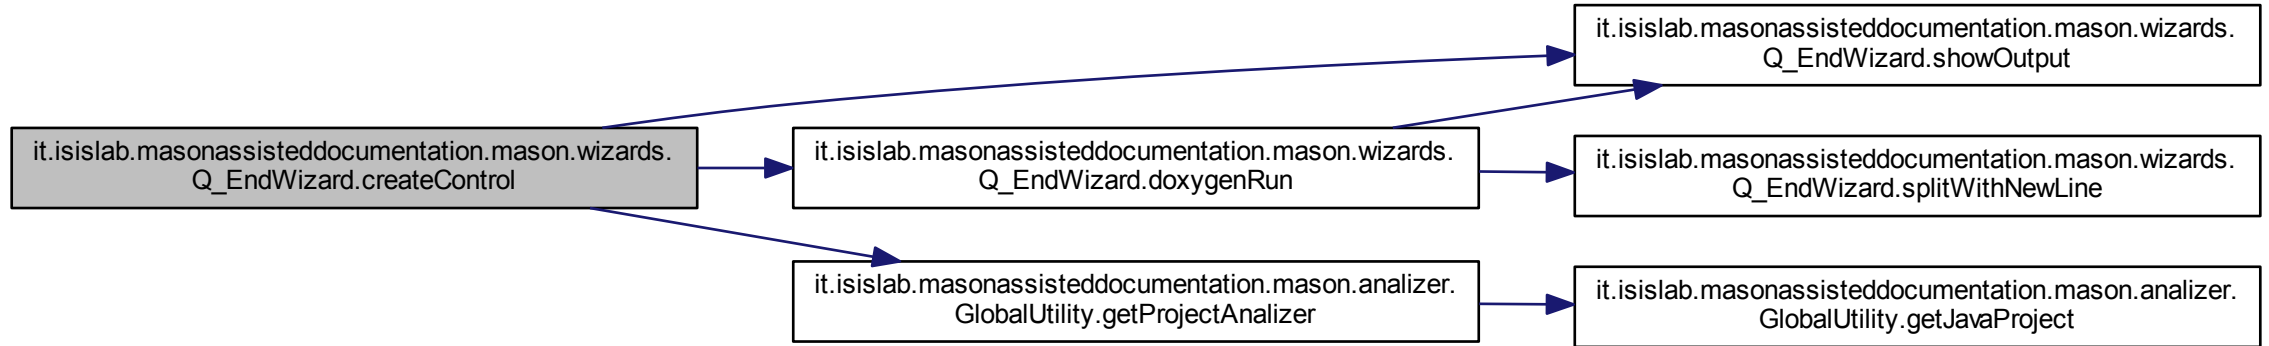 it.isislab.masonassisteddocumentation.mason.wizards.
Q_EndWizard.createControl
it.isislab.masonassisteddocumentation.mason.wizards.
Q_EndWizard.doxygenRun
it.isislab.masonassisteddocumentation.mason.analizer.
GlobalUtility.getProjectAnalizer
it.isislab.masonassisteddocumentation.mason.wizards.
Q_EndWizard.showOutput
it.isislab.masonassisteddocumentation.mason.wizards.
Q_EndWizard.splitWithNewLine
it.isislab.masonassisteddocumentation.mason.analizer.
GlobalUtility.getJavaProject